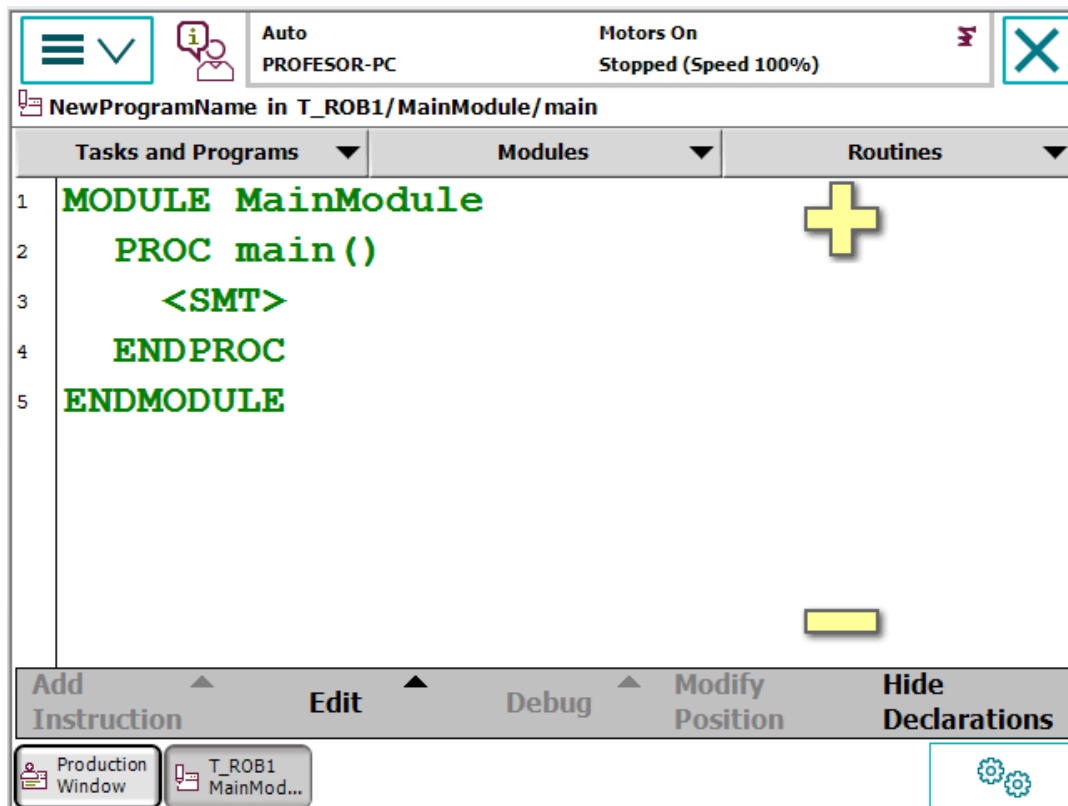 Auto
Motors On
PROFESOR-PC
Stopped (Speed 100%)
NewProgramName in T_ROB1/MainModule/main
Tasks and Programs
Modules
Routines
1 MODULE MainModule
2 PROC main()
3 <SMT>
4 ENDPROC
5 ENDMODULE
Add
Instruction
Edit
Debug
Modify
Position
Hide
Declarations
Production
Window
T_ROB1
MainMod...